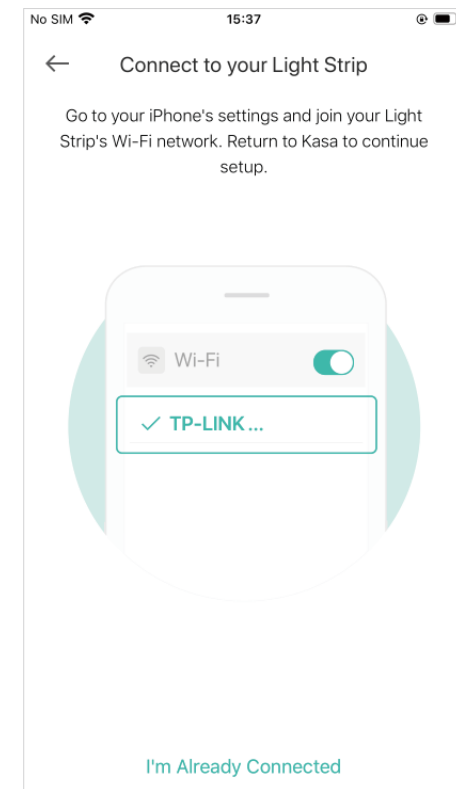 No SIM 15:37
Connect to your Light Strip
Go to your iPhone's settings and join your Light
Strip's Wi-Fi network. Return to Kasa to continue
setup.
Wi-Fi
TP-LINK ...
I'm Already Connected